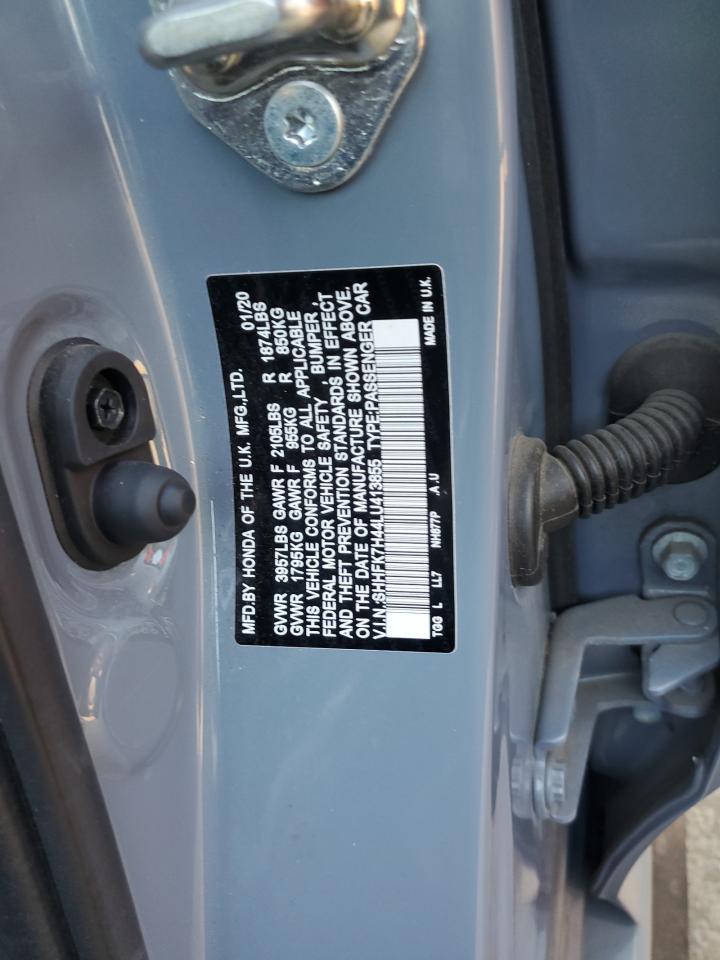 MFD.BY HONDA OF THE U.K. MFG.,LTD. 01/20
GVWR 3957LBS GAWR F 2105LBS R 1874LBS
GVWR 1795KG GAWR F 955KG R 850KG
THIS VEHICLE CONFORMS TO ALL APPLICABLE
FEDERAL MOTOR VEHICLE SAFETY, BUMPER,
AND THEFT PREVENTION STANDARDS IN EFFECT
ON THE DATE OF MANUFACTURE SHOWN ABOVE.
V.I.N.:SHHFK7H44LU413855 TYPE:PASSENGER CAR
TGG L LL7 NH877P A.U MADE IN U.K.